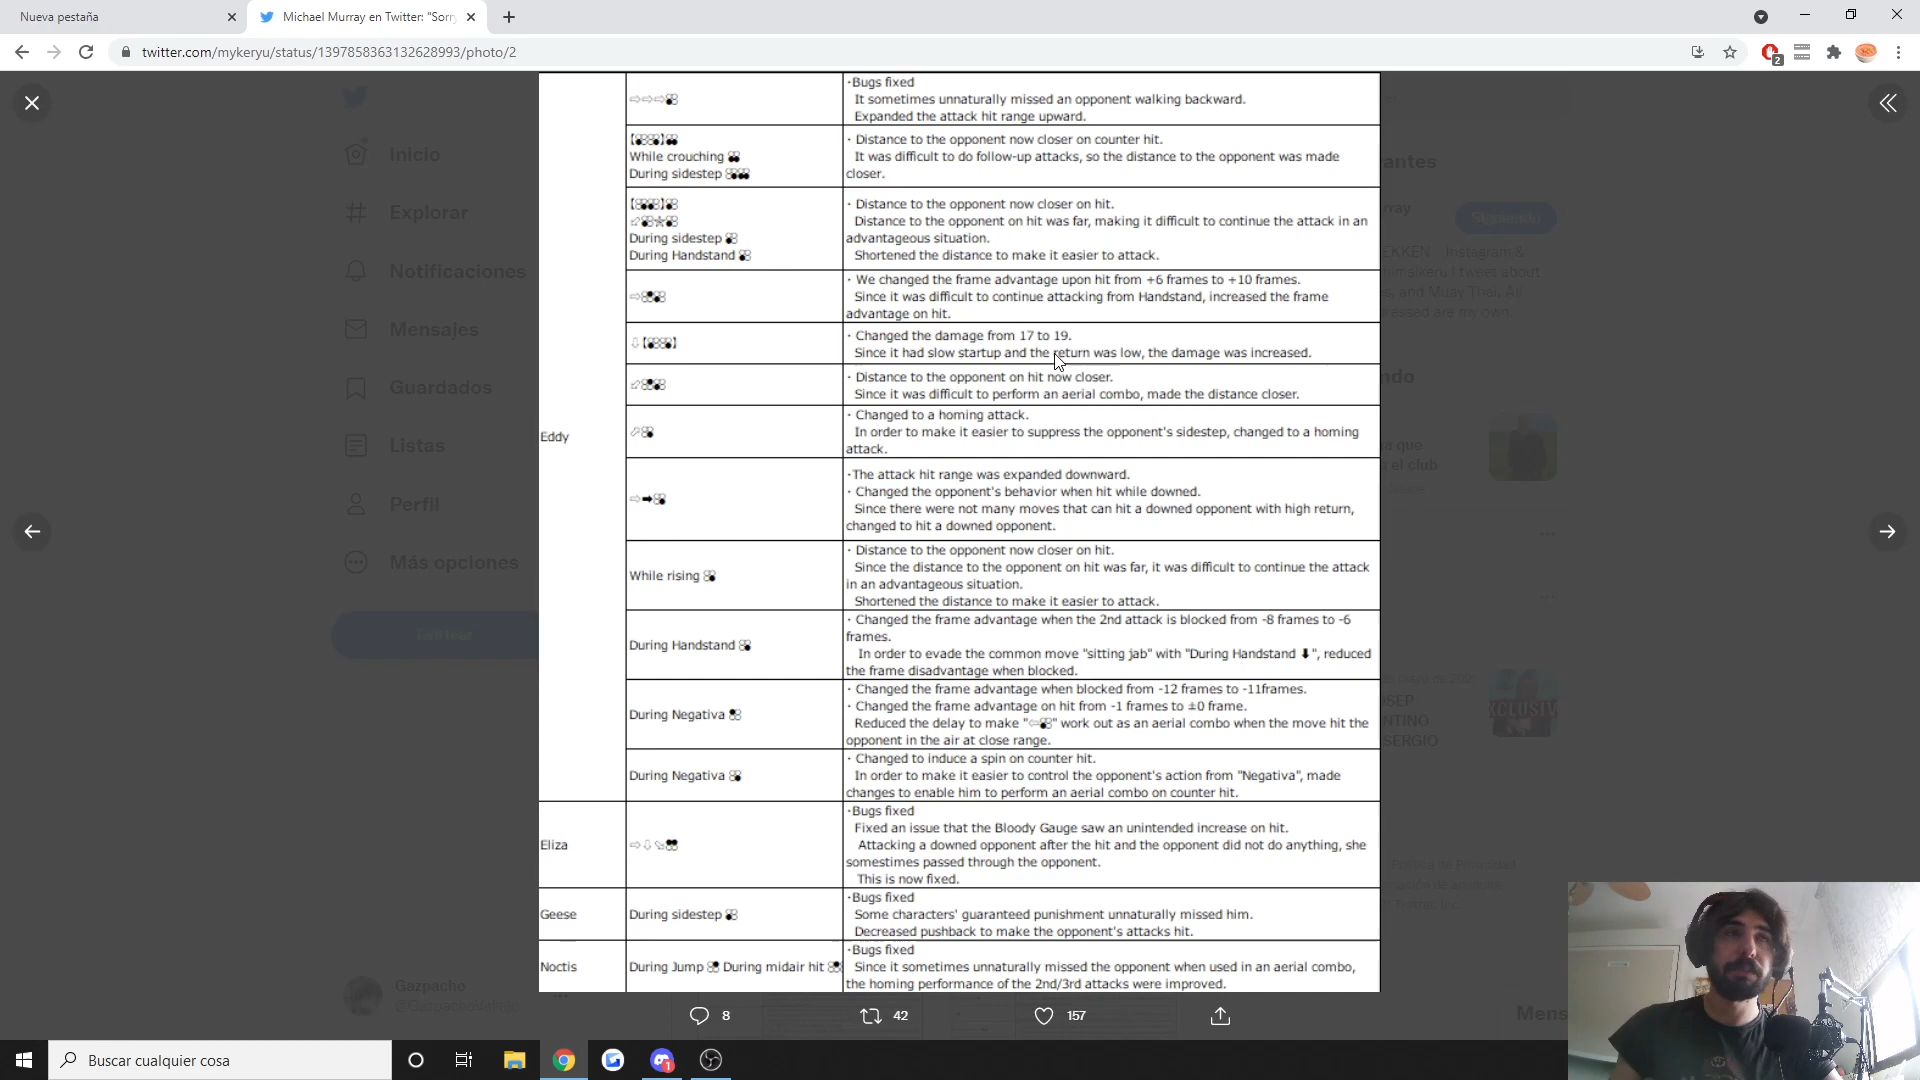 Nueva pestaña
Michael Murray en Twitter: "Sorry
twitter.com/mykeryu/status/1397858363132628993/photo/2
2
·Bugs fixed
It sometimes unnaturally missed an opponent walking backward.
Expanded the attack hit range upward.
While crouching
During sidestep
· Distance to the opponent now closer on counter hit.
It was difficult to do follow-up attacks, so the distance to the opponent was made
closer.
During sidestep
During Handstand
· Distance to the opponent now closer on hit.
Distance to the opponent on hit was far, making it difficult to continue the attack in an
advantageous situation.
Shortened the distance to make it easier to attack.
· We changed the frame advantage upon hit from +6 frames to +10 frames.
Since it was difficult to continue attacking from Handstand, increased the frame
advantage on hit.
· Changed the damage from 17 to 19.
Since it had slow startup and the return was low, the damage was increased.
· Distance to the opponent on hit now closer.
Since it was difficult to perform an aerial combo, made the distance closer.
Eddy
· Changed to a homing attack.
In order to make it easier to suppress the opponent's sidestep, changed to a homing
attack.
·The attack hit range was expanded downward.
· Changed the opponent's behavior when hit while downed.
Since there were not many moves that can hit a downed opponent with high return,
changed to hit a downed opponent.
While rising
· Distance to the opponent now closer on hit.
Since the distance to the opponent on hit was far, it was difficult to continue the attack
in an advantageous situation.
Shortened the distance to make it easier to attack.
During Handstand
· Changed the frame advantage when the 2nd attack is blocked from -8 frames to -6
frames.
In order to evade the common move "sitting jab" with "During Handstand ⬇", reduced
the frame disadvantage when blocked.
During Negativa
· Changed the frame advantage when blocked from -12 frames to -11frames.
· Changed the frame advantage on hit from -1 frames to ±0 frame.
Reduced the delay to make "⇦" work out as an aerial combo when the move hit the
opponent in the air at close range.
During Negativa
· Changed to induce a spin on counter hit.
In order to make it easier to control the opponent's action from "Negativa", made
changes to enable him to perform an aerial combo on counter hit.
Eliza
·Bugs fixed
Fixed an issue that the Bloody Gauge saw an unintended increase on hit.
Attacking a downed opponent after the hit and the opponent did not do anything, she
somestimes passed through the opponent.
This is now fixed.
Geese
During sidestep
·Bugs fixed
Some characters' guaranteed punishment unnaturally missed him.
Decreased pushback to make the opponent's attacks hit.
Noctis
During Jump During midair hit
·Bugs fixed
Since it sometimes unnaturally missed the opponent when used in an aerial combo,
the homing performance of the 2nd/3rd attacks were improved.
Inicio
Explorar
Notificaciones
Mensajes
Guardados
Listas
Perfil
Más opciones
Twittear
Gazpacho
8
42
157
Buscar cualquier cosa
1